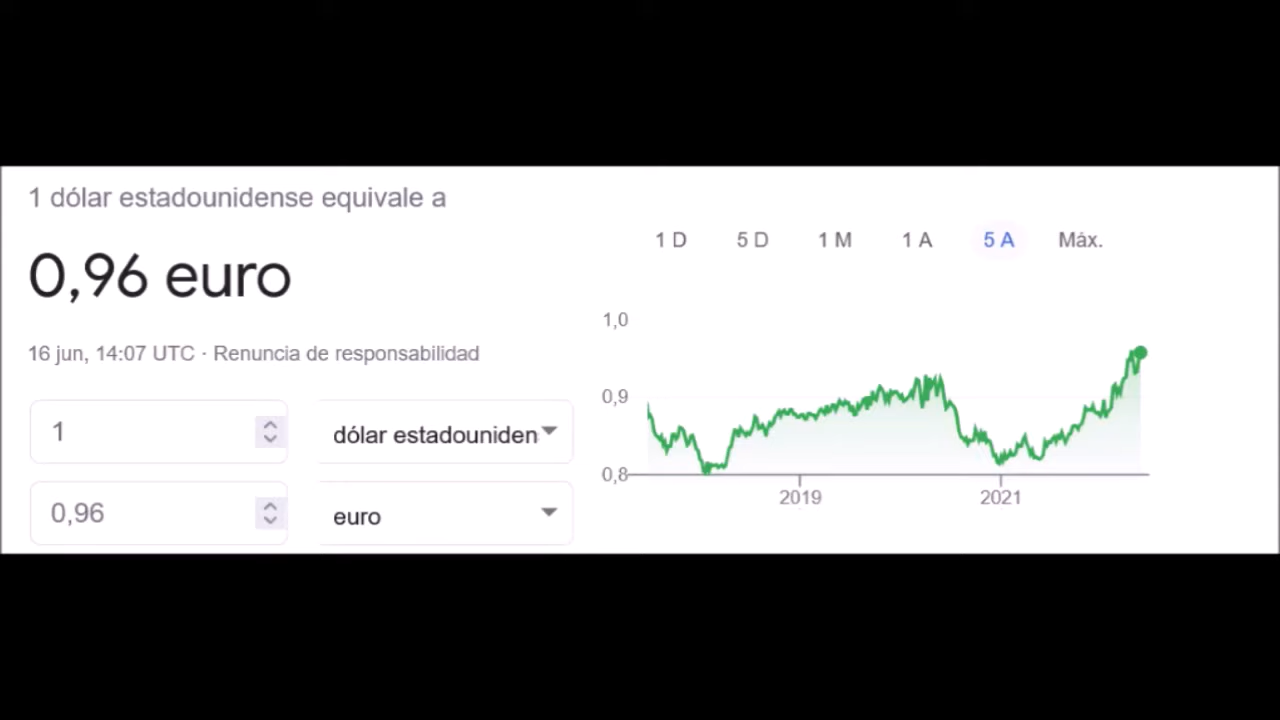 1 dólar estadounidense equivale a
0,96 euro
16 jun, 14:07 UTC · Renuncia de responsabilidad
1
dólar estadouniden
0,96
euro
1 D 5 D 1 M 1 A 5 A Máx.
1,0
0,9
0,8
2019 2021